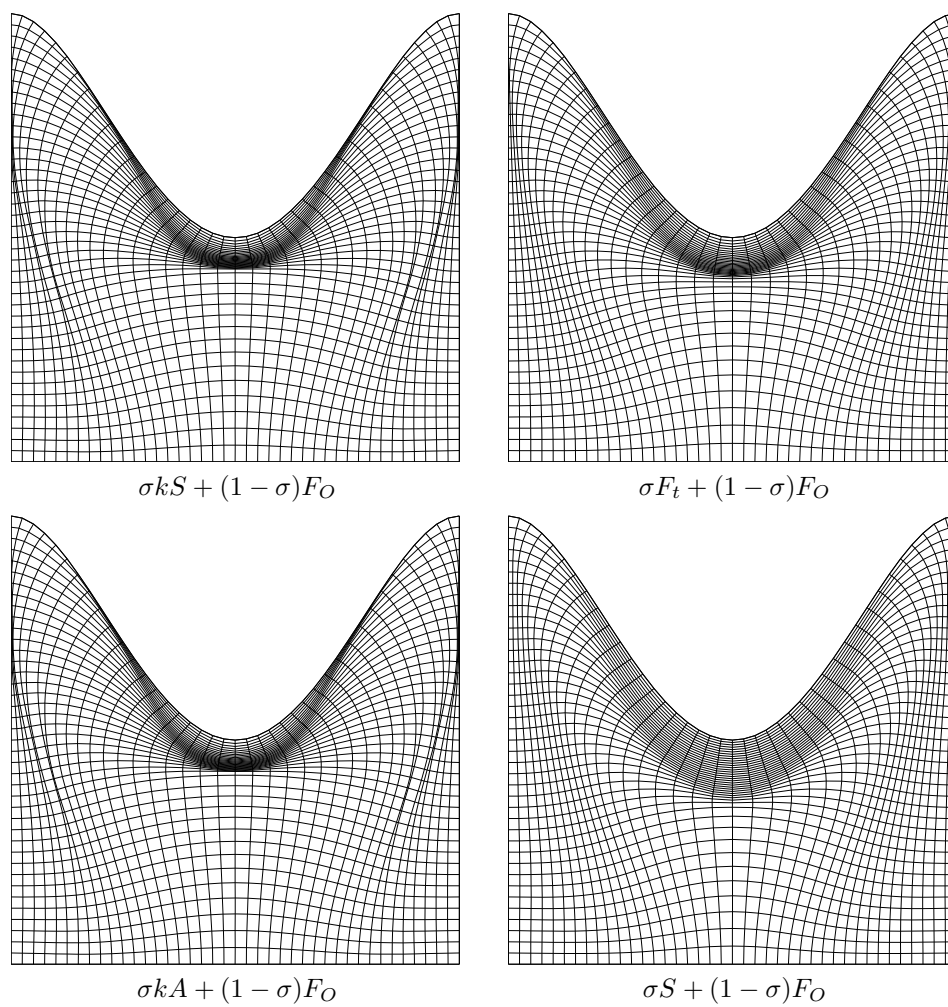 σkS + (1 − σ)F_O
σF_t + (1 − σ)F_O
σkA + (1 − σ)F_O
σS + (1 − σ)F_O